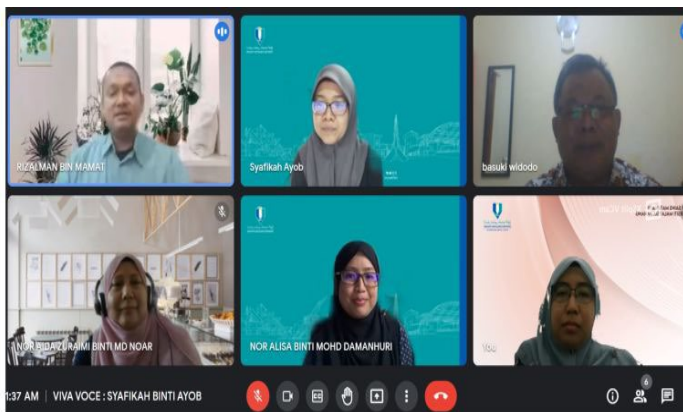 RIZALMAN BIN MAMAT
Syafikah Ayob
basuki widodo
NOR AIDA ZURAIMI BINTI MD NOAR
NOR ALISA BINTI MOHD DAMANHURI
You
1:37 AM | VIVA VOCE : SYAFIKAH BINTI AYOB
6